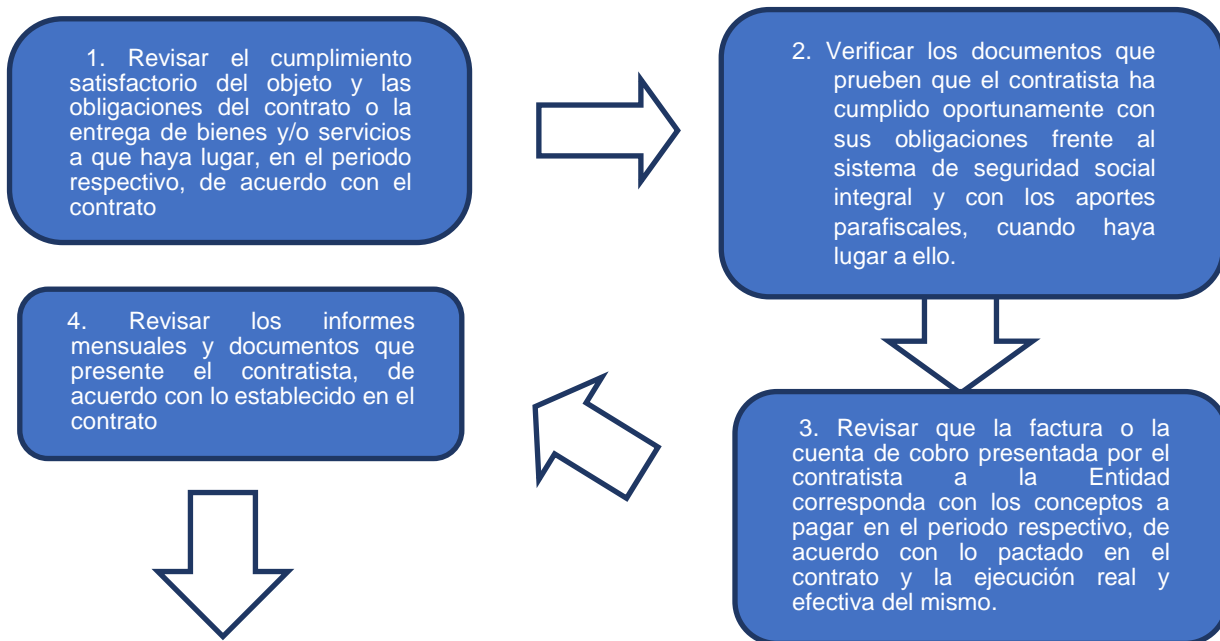 1. Revisar el cumplimiento
satisfactorio del objeto y las
obligaciones del contrato o la
entrega de bienes y/o servicios
a que haya lugar, en el periodo
respectivo, de acuerdo con el
contrato
2. Verificar los documentos que
prueben que el contratista ha
cumplido oportunamente con
sus obligaciones frente al
sistema de seguridad social
integral y con los aportes
parafiscales, cuando haya
lugar a ello.
3. Revisar que la factura o la
cuenta de cobro presentada por el
contratista a la Entidad
corresponda con los conceptos a
pagar en el periodo respectivo, de
acuerdo con lo pactado en el
contrato y la ejecución real y
efectiva del mismo.
4. Revisar los informes
mensuales y documentos que
presente el contratista, de
acuerdo con lo establecido en el
contrato